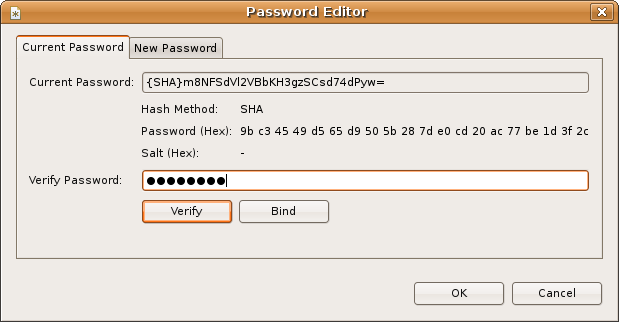 Password Editor
Current Password
New Password
Current Password: {SHA}m8NFSdVl2VBbKH3gzSCsd74dPyw=
Hash Method: SHA
Password (Hex): 9b c3 45 49 d5 65 d9 50 5b 28 7d e0 cd 20 ac 77 be 1d 3f 2c
Salt (Hex): -
Verify Password: ●●●●●●●●
Verify
Bind
OK
Cancel